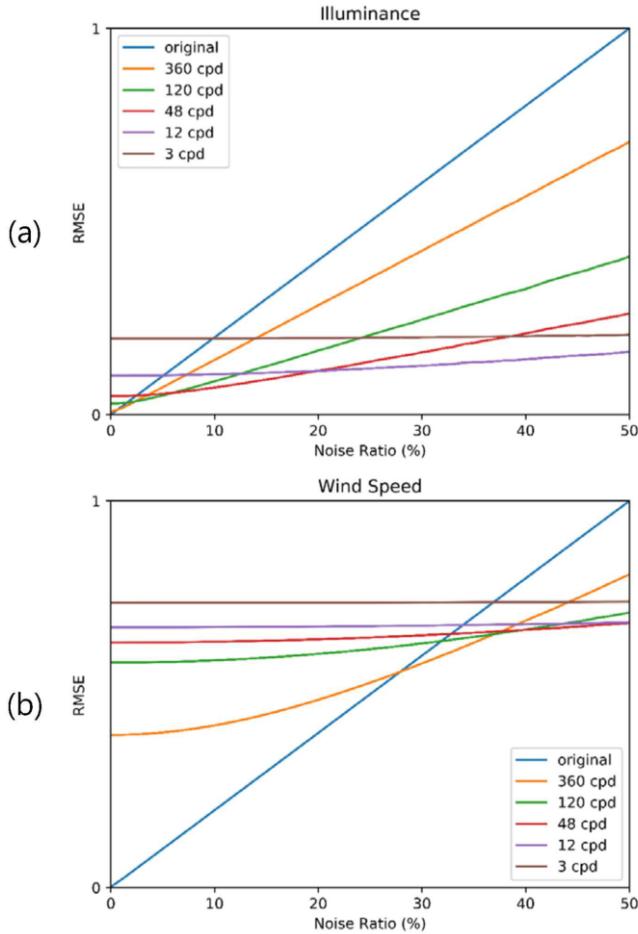 Illuminance
1
original
360 cpd
120 cpd
48 cpd
12 cpd
3 cpd
(a)
RMSE
0
0 10 20 30 40 50
Noise Ratio (%)
Wind Speed
1
(b)
RMSE
original
360 cpd
120 cpd
48 cpd
12 cpd
3 cpd
0
0 10 20 30 40 50
Noise Ratio (%)